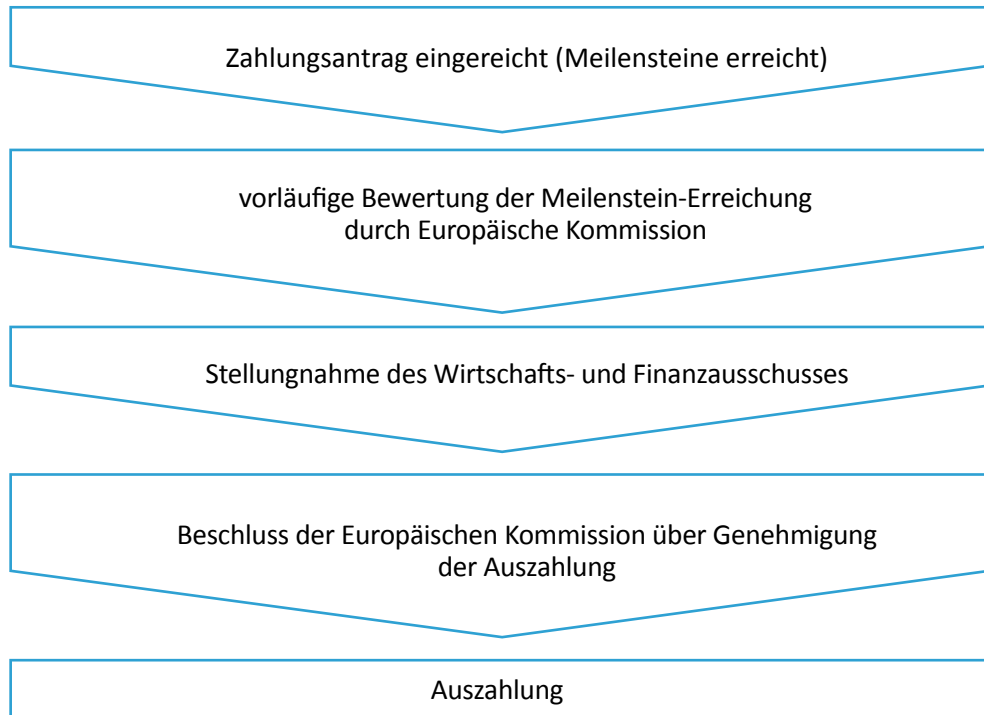 Zahlungsantrag eingereicht (Meilensteine erreicht)
vorläufige Bewertung der Meilenstein-Erreichung
durch Europäische Kommission
Stellungnahme des Wirtschafts- und Finanzausschusses
Beschluss der Europäischen Kommission über Genehmigung
der Auszahlung
Auszahlung